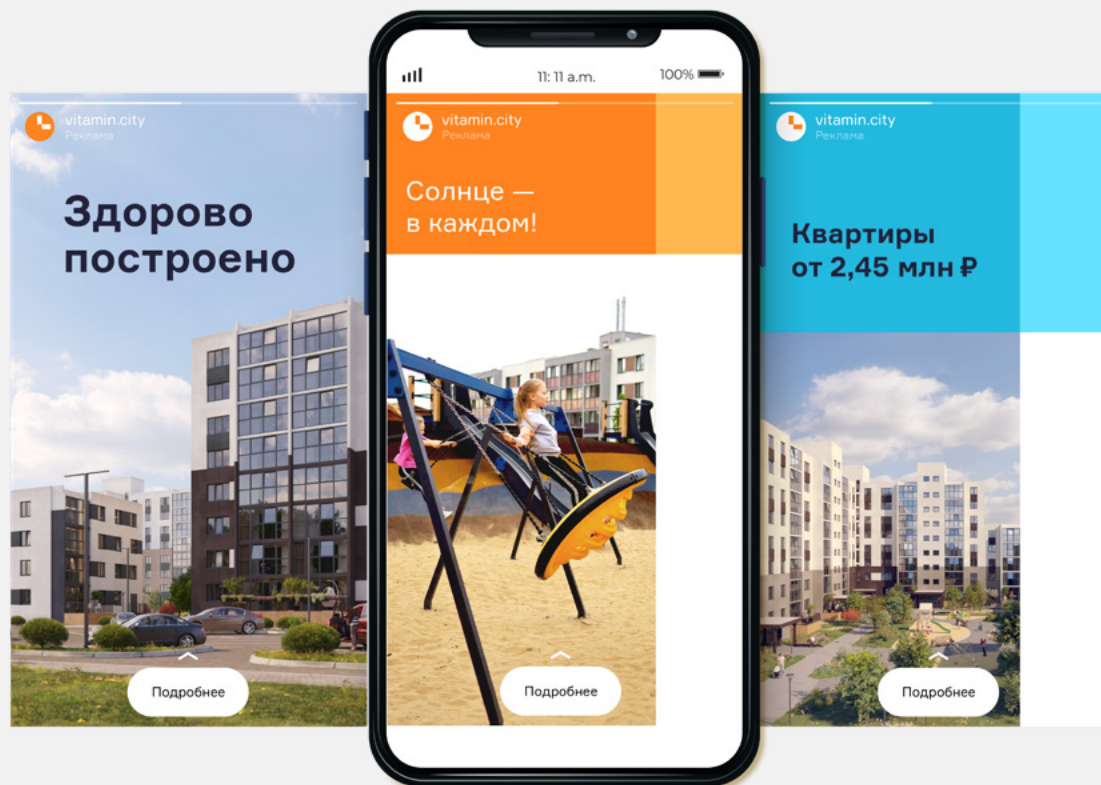 vitamin.city
Реклама
Здорово
построено
Подробнее
11: 11 a.m.
100%
vitamin.city
Реклама
Солнце —
в каждом!
Подробнее
vitamin.city
Реклама
Квартиры
от 2,45 млн ₽
Подробнее